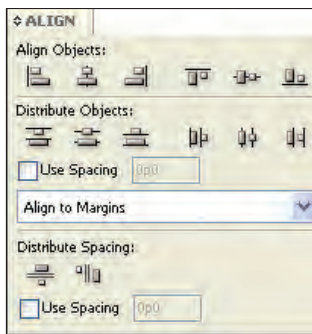 ALIGN
Align Objects:
Distribute Objects:
Use Spacing 0p0
Align to Margins
Distribute Spacing:
Use Spacing 0p0